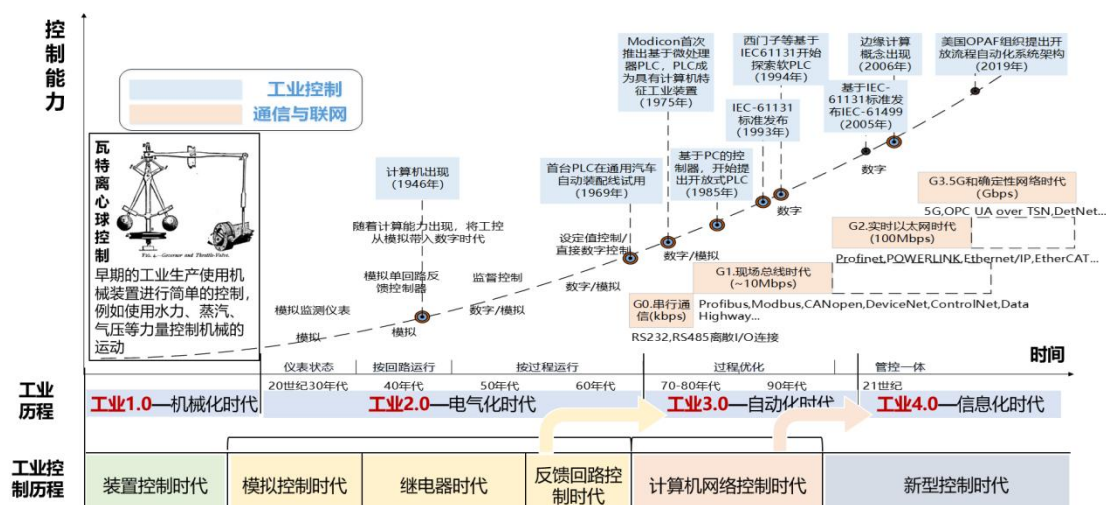 控制能力
工业控制
通信与联网
瓦特离心球控制
FIG. 4.—Governor and Throttle-Valve.
早期的工业生产使用机
械装置进行简单的控制,
例如使用水力、蒸汽、
气压等力量控制机械的
运动
计算机出现
(1946年)
随着计算能力出现，将工控
从模拟带入数字时代
模拟单回路反
馈控制器
模拟监测仪表
模拟
模拟
监督控制
数字/模拟
首台PLC在通用汽车
自动装配线试用
(1969年)
设定值控制/
直接数字控制
数字/模拟
Modicon首次
推出基于微处理
器PLC，PLC成
为具有计算机特
征工业装置
(1975年)
数字/模拟
基于PC的控
制器，开始提
出开放式PLC
(1985年)
IEC-61131
标准发布
(1993年)
西门子等基于
IEC61131开始
探索软PLC
(1994年)
数字
边缘计算
概念出现
(2006年)
基于IEC-
61131标准发
布IEC-61499
(2005年)
数字
美国OPAF组织提出开
放流程自动化系统架构
(2019年)
G3.5G和确定性网络时代
(Gbps)
5G,OPC UA over TSN,DetNet...
G2.实时以太网时代
(100Mbps)
Profinet,POWERLINK,Ethernet/IP,EtherCAT...
G1.现场总线时代
(~10Mbps)
Profibus,Modbus,CANopen,DeviceNet,ControlNet,Data
Highway...
G0.串行通
信(kbps)
RS232,RS485离散I/O连接
时间
仪表状态
按回路运行
按过程运行
过程优化
管控一体
20世纪30年代
40年代
50年代
60年代
70-80年代
90年代
21世纪
工业
历程
工业1.0—机械化时代
工业2.0—电气化时代
工业3.0—自动化时代
工业4.0—信息化时代
工业控
制历程
装置控制时代
模拟控制时代
继电器时代
反馈回路控
制时代
计算机网络控制时代
新型控制时代